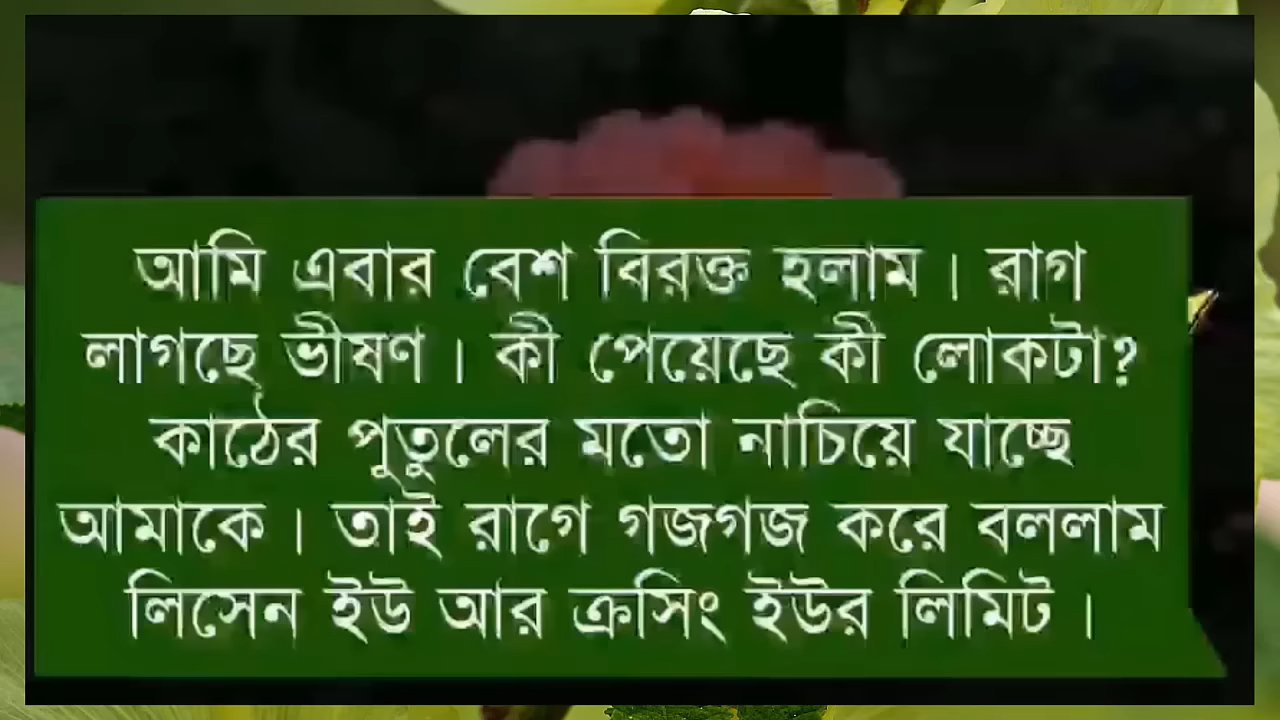 আমি এবার বেশ বিরক্ত হলাম । রাগ
লাগছে ভীষণ । কী পেয়েছে কী লোকটা?
কাঠের পুতুলের মতো নাচিয়ে যাচ্ছে
আমাকে । তাই রাগে গজগজ করে বললাম
লিসেন ইউ আর ক্রসিং ইউর লিমিট ।